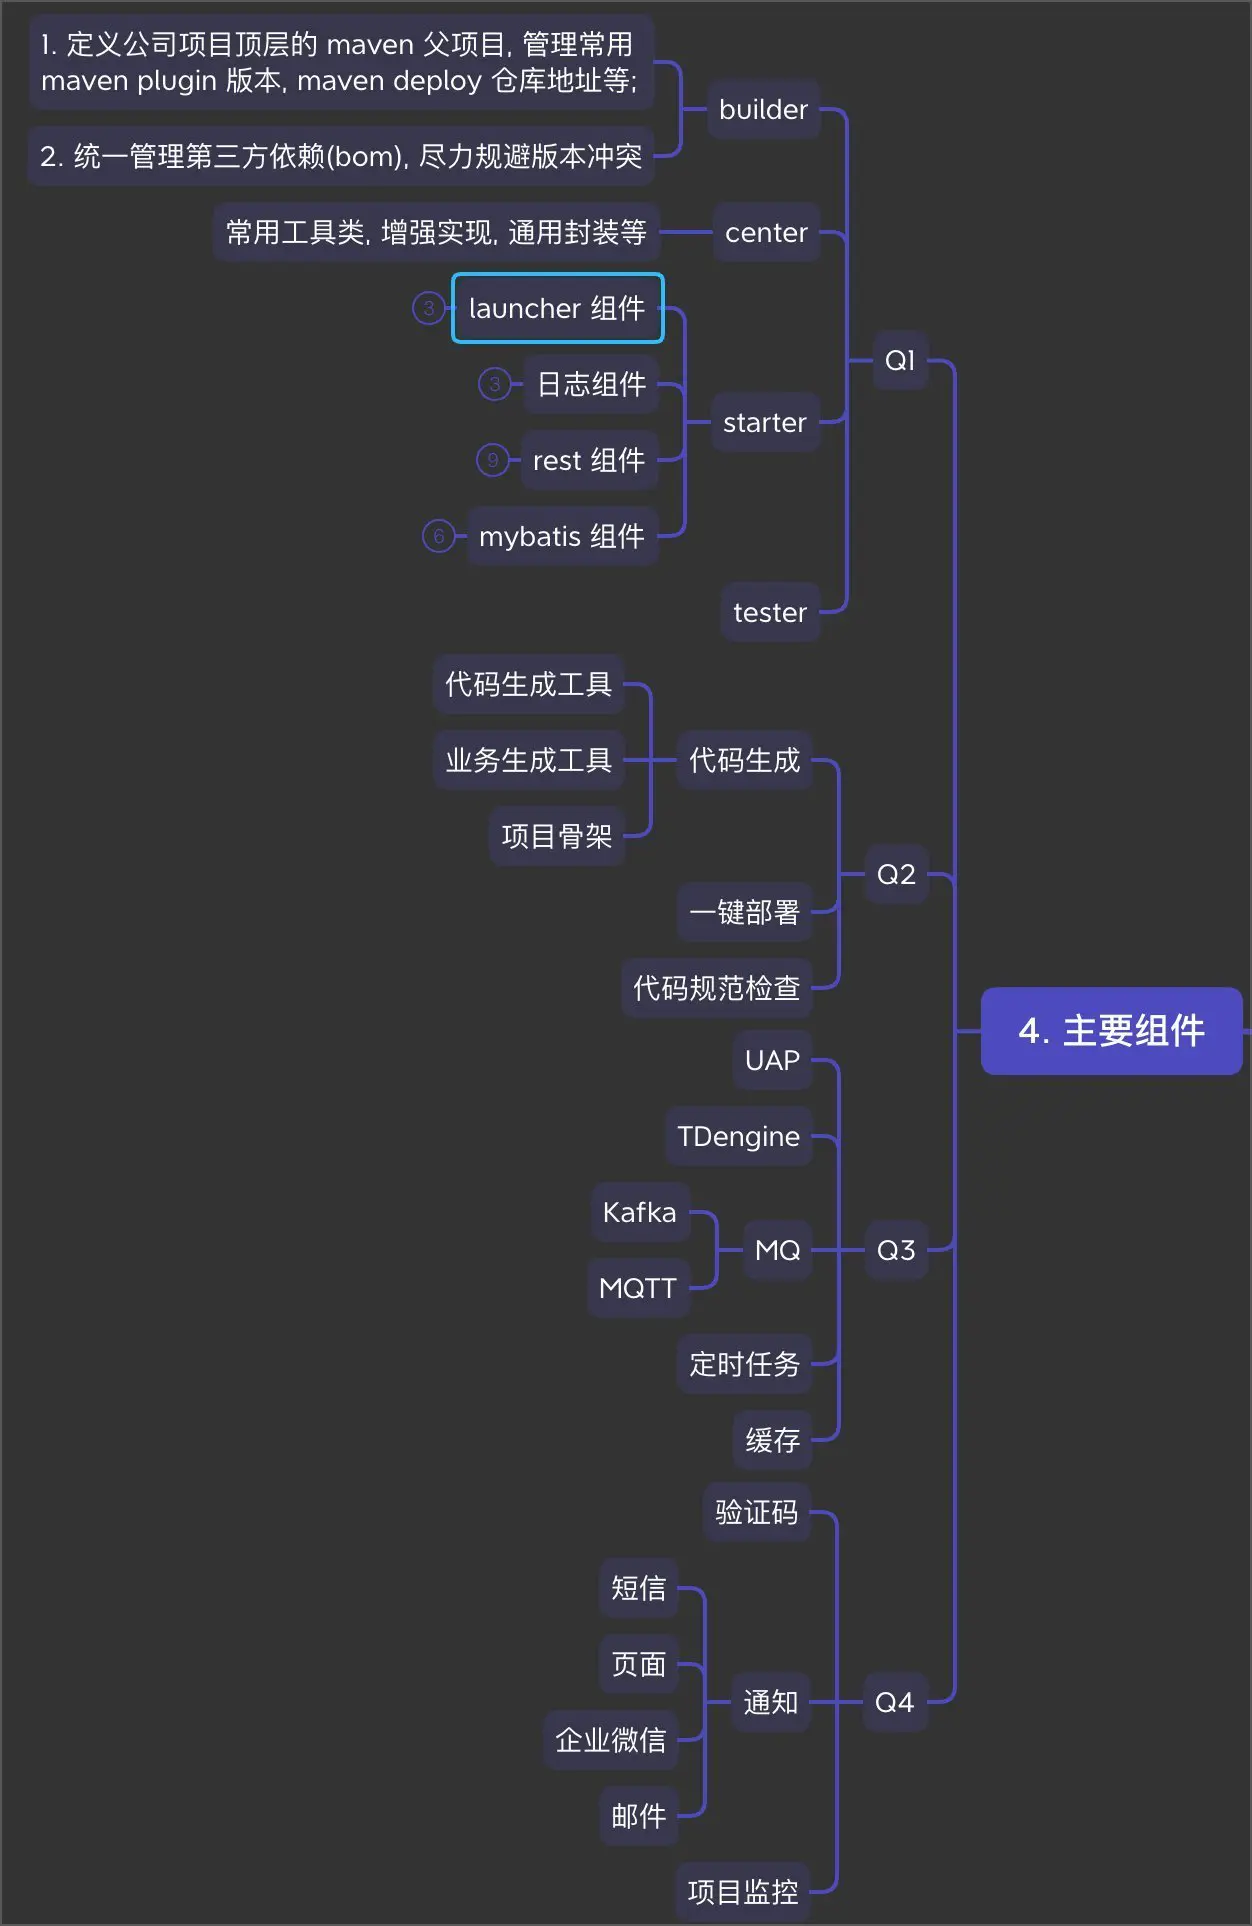 1. 定义公司项目顶层的 maven 父项目, 管理常用
maven plugin 版本, maven deploy 仓库地址等;
builder
2. 统一管理第三方依赖(bom), 尽力规避版本冲突
常用工具类, 增强实现, 通用封装等
center
3
launcher 组件
Q1
3
日志组件
starter
9
rest 组件
6
mybatis 组件
tester
代码生成工具
业务生成工具
代码生成
项目骨架
Q2
一键部署
代码规范检查
4. 主要组件
UAP
TDengine
Kafka
MQ
Q3
MQTT
定时任务
缓存
验证码
短信
页面
通知
Q4
企业微信
邮件
项目监控